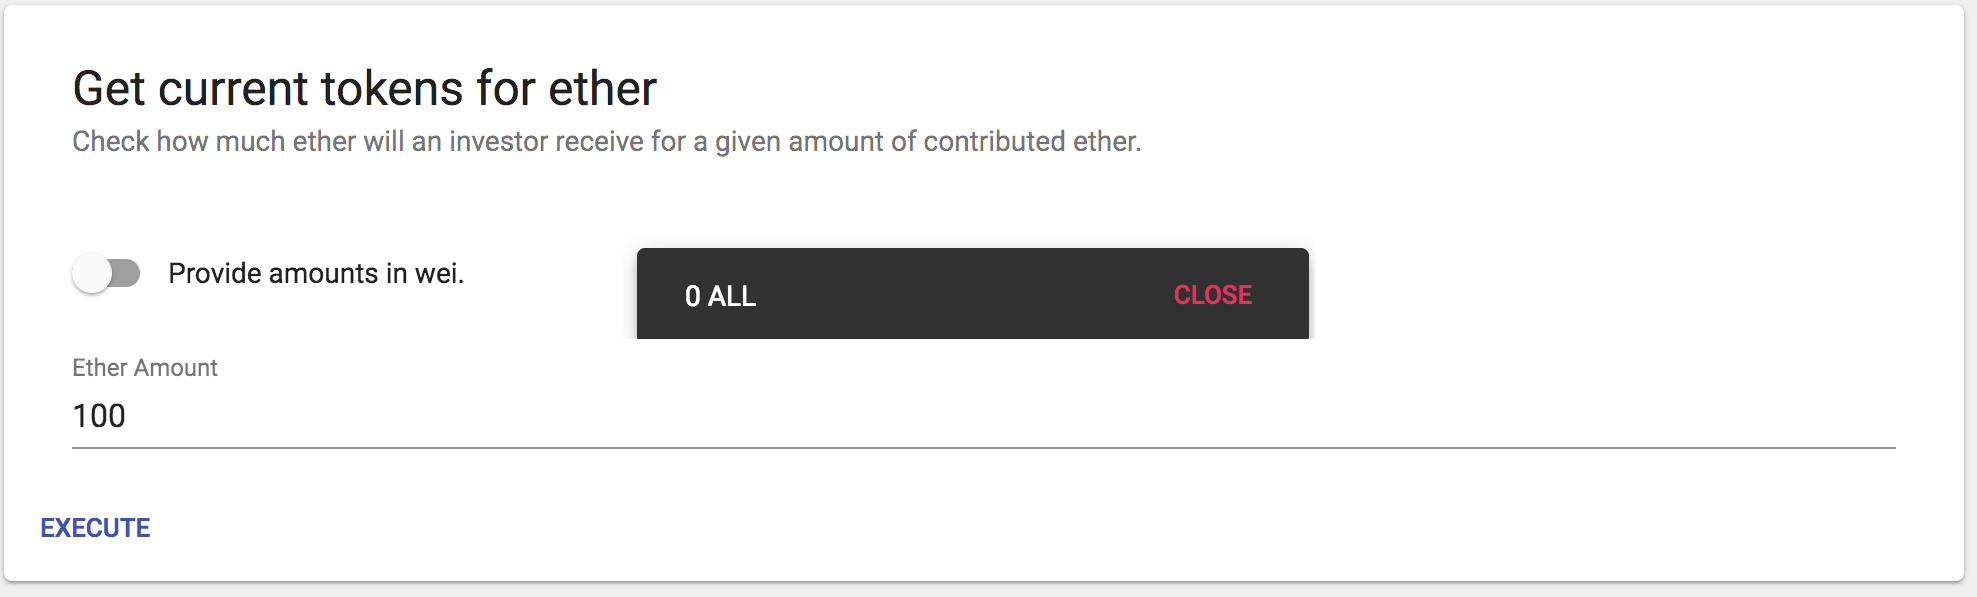 Get current tokens for ether
Check how much ether will an investor receive for a given amount of contributed ether.
Provide amounts in wei.
0 ALL
CLOSE
Ether Amount
100
EXECUTE